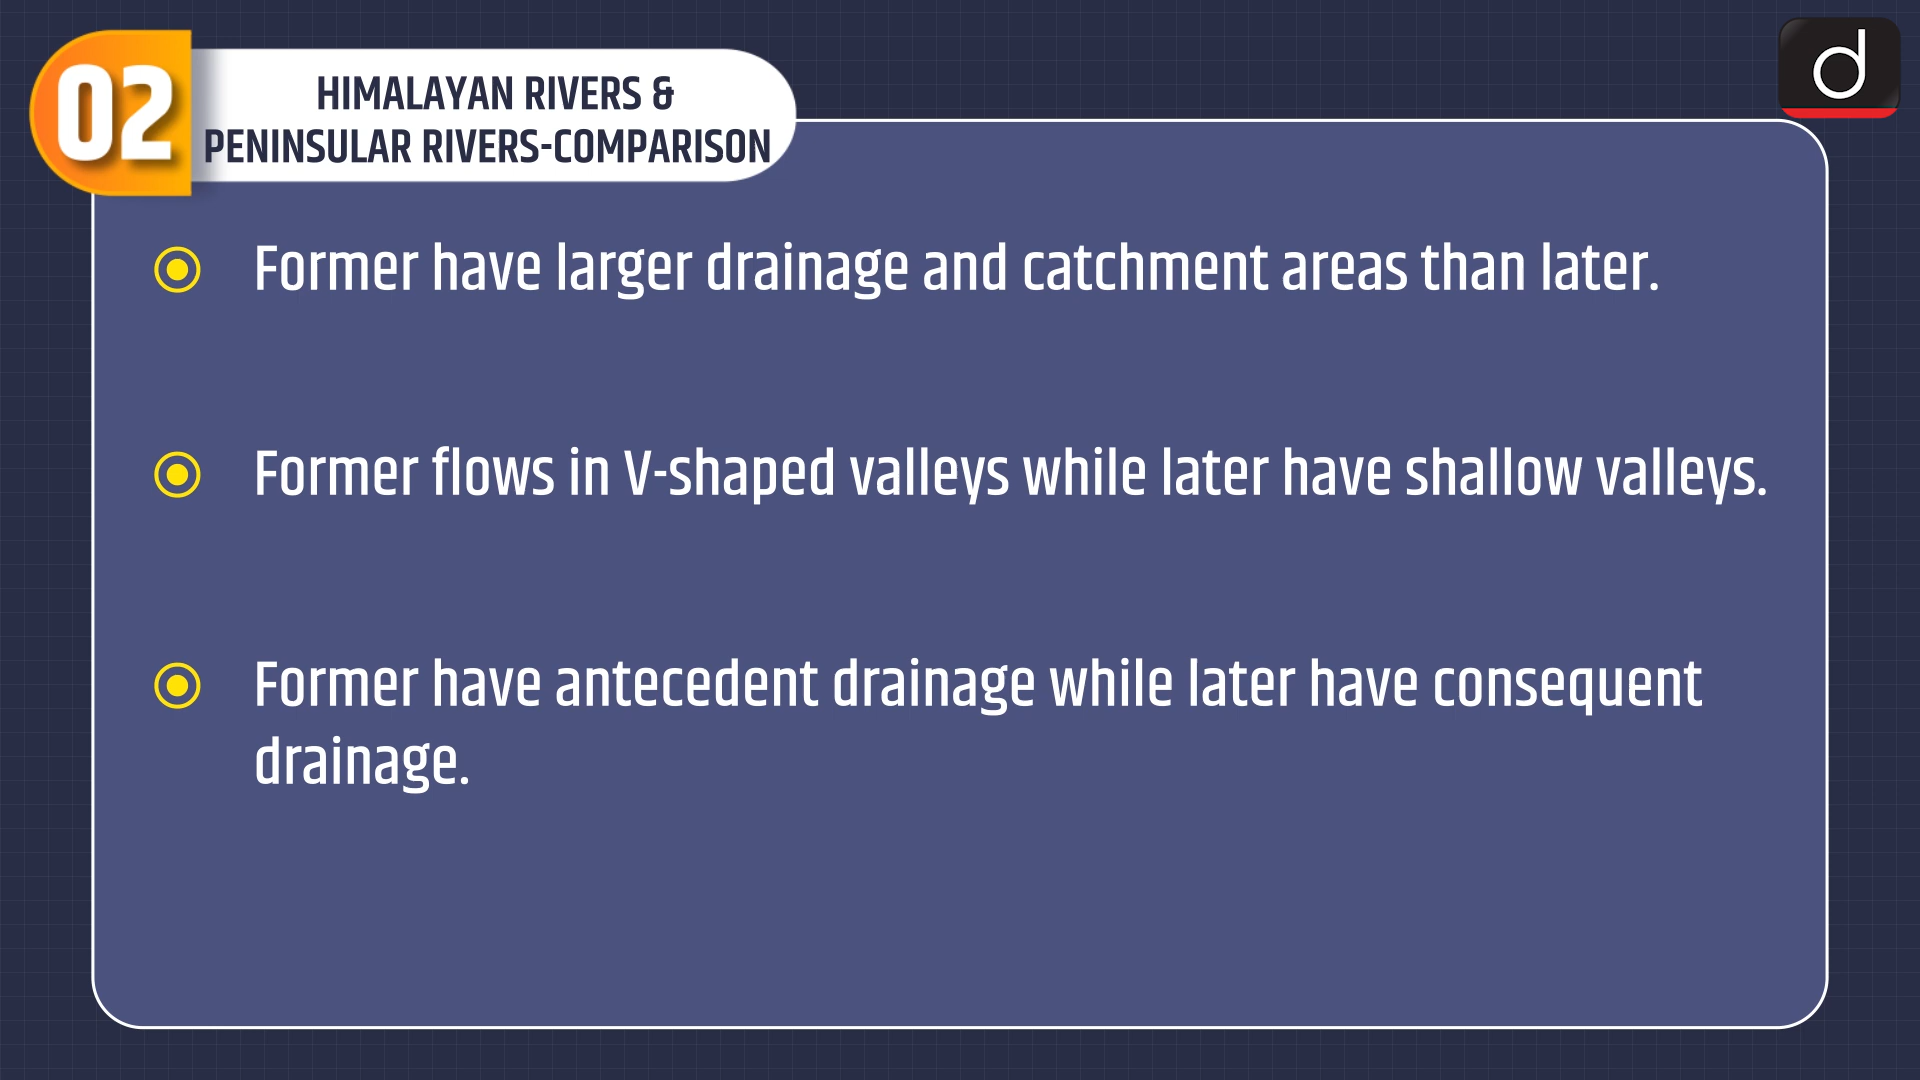 02
HIMALAYAN RIVERS &
PENINSULAR RIVERS-COMPARISON
d
Former have larger drainage and catchment areas than later.
Former flows in V-shaped valleys while later have shallow valleys.
Former have antecedent drainage while later have consequent
drainage.